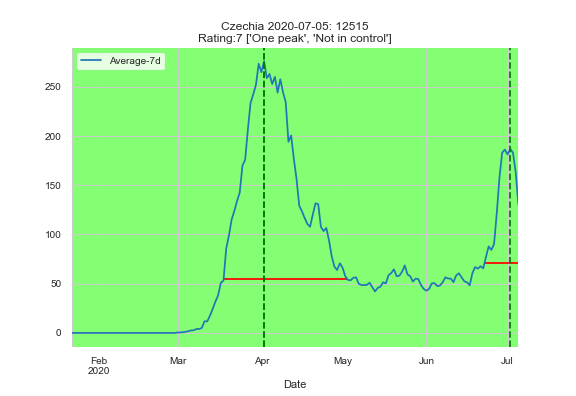 Czechia 2020-07-05: 12515
Rating:7 ['One peak', 'Not in control']
Average-7d
250
200
150
100
50
0
Feb
2020
Mar
Apr
May
Jun
Jul
Date